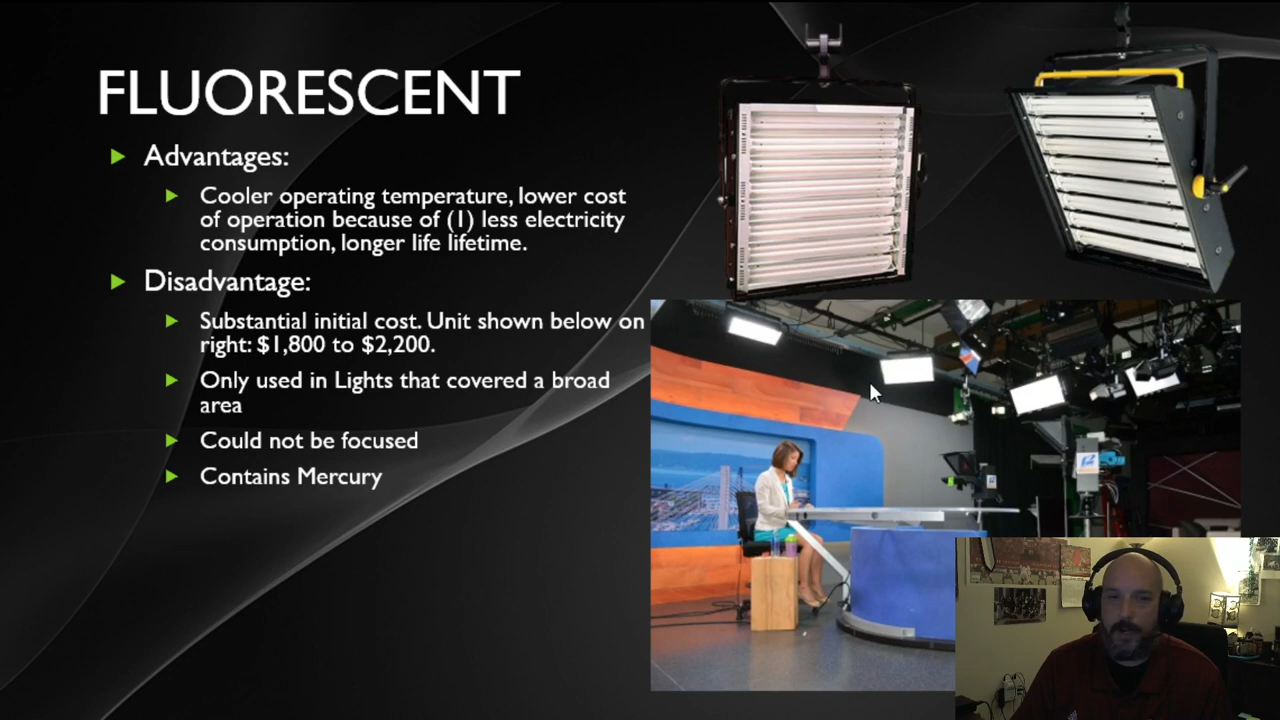 FLUORESCENT
Advantages:
Cooler operating temperature, lower cost
of operation because of (1) less electricity
consumption, longer life lifetime.
Disadvantage:
Substantial initial cost. Unit shown below on
right: $1,800 to $2,200.
Only used in Lights that covered a broad
area
Could not be focused
Contains Mercury